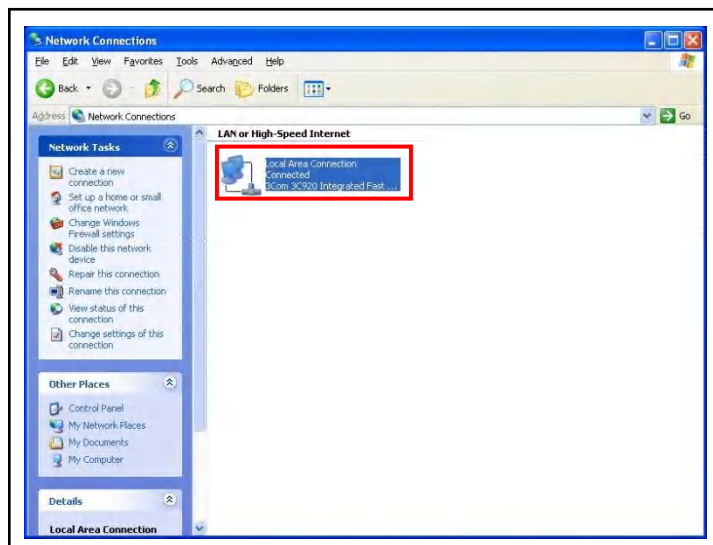 Network Connections
File Edit View Favorites Tools Advanced Help
Back Search Folders
Address Network Connections Go
Network Tasks
Create a new
connection
Set up a home or small
office network
Change Windows
Firewall settings
Disable this network
device
Repair this connection
Rename this connection
View status of this
connection
Change settings of this
connection
Other Places
Control Panel
My Network Places
My Documents
My Computer
Details
Local Area Connection
LAN or High-Speed Internet
Local Area Connection
Connected
3Com 3C920 Integrated Fast ...